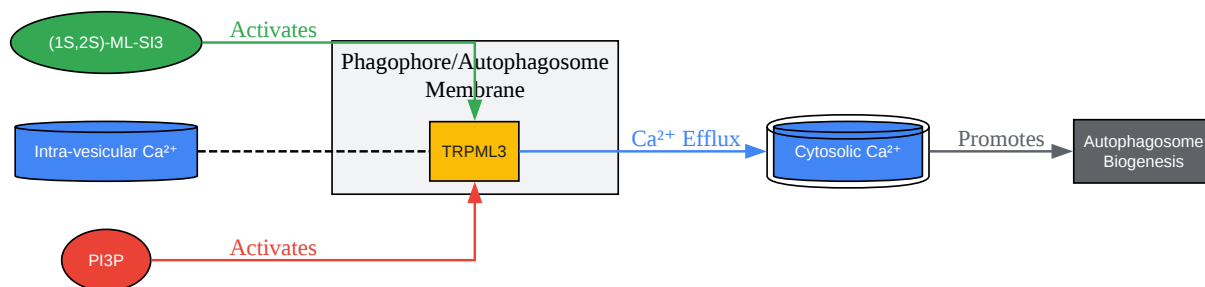 (1S,2S)-ML-SI3
Activates
Phagophore/Autophagosome
Membrane
Intra-vesicular Ca²⁺
TRPML3
Ca²⁺ Efflux
Cytosolic Ca²⁺
Promotes
Autophagosome
Biogenesis
PI3P
Activates